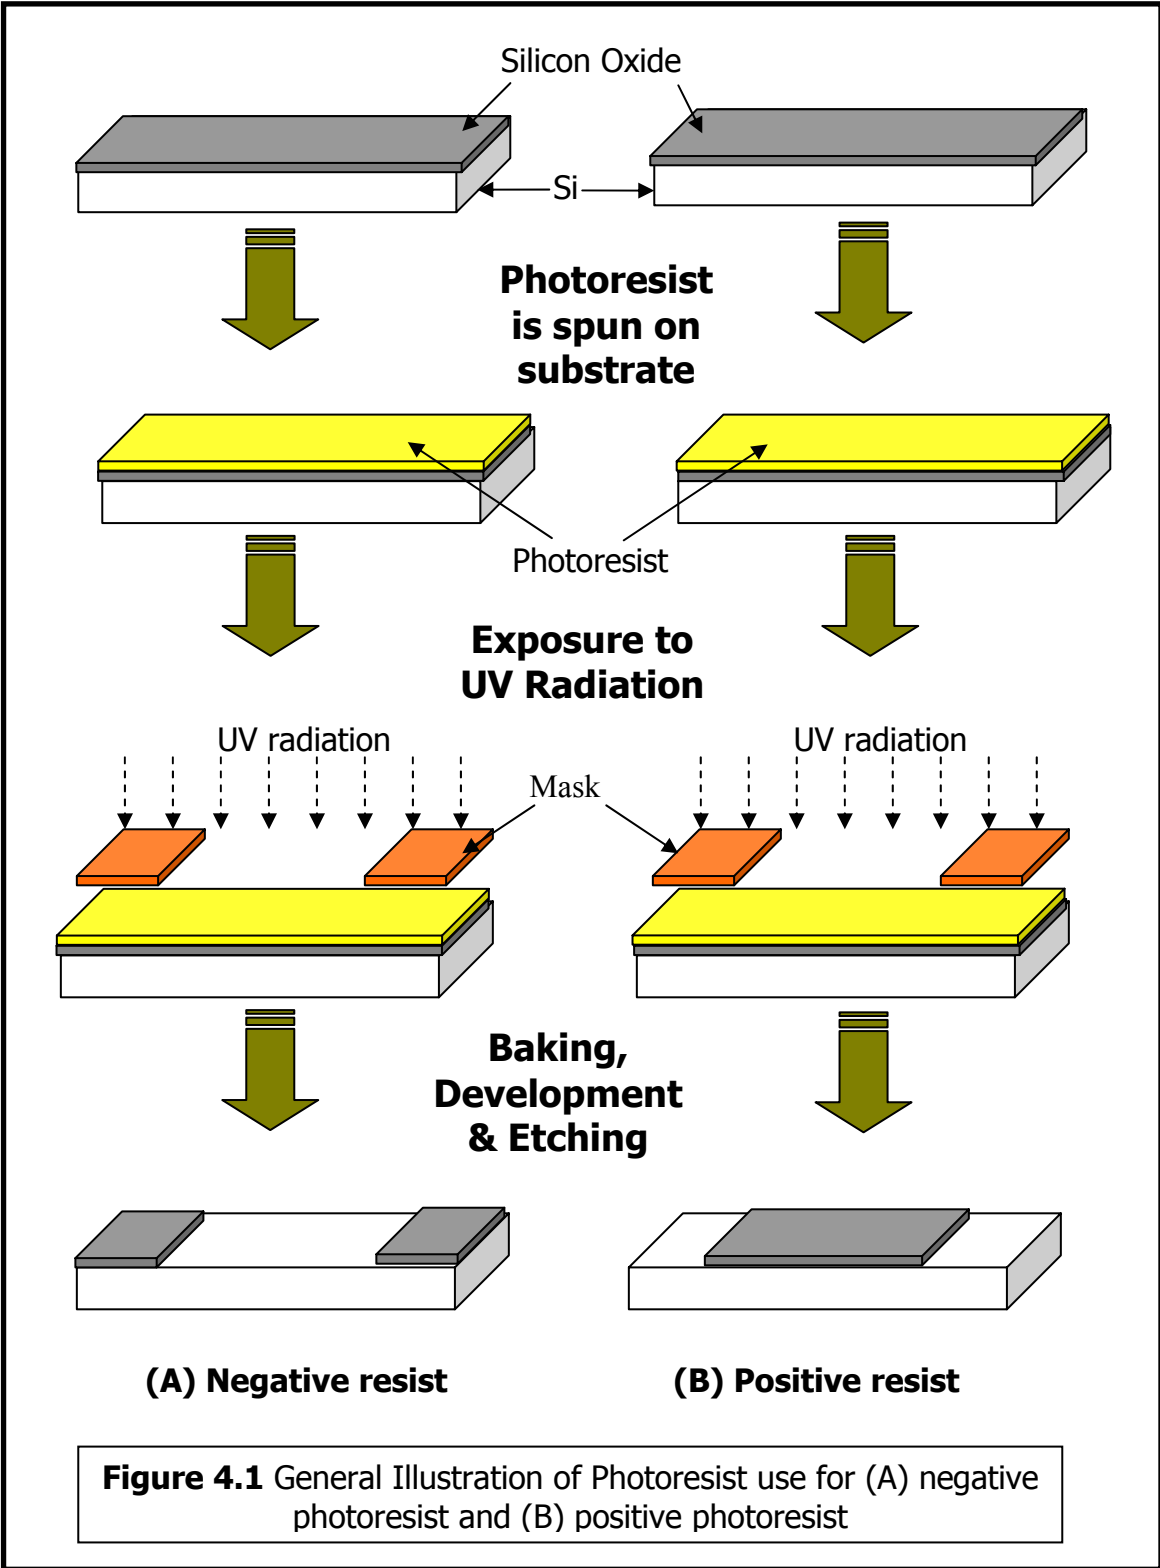 Silicon Oxide
Si
Photoresist
is spun on
substrate
Photoresist
Exposure to
UV Radiation
UV radiation
UV radiation
Mask
Baking,
Development
& Etching
(A) Negative resist
(B) Positive resist
Figure 4.1 General Illustration of Photoresist use for (A) negative
photoresist and (B) positive photoresist